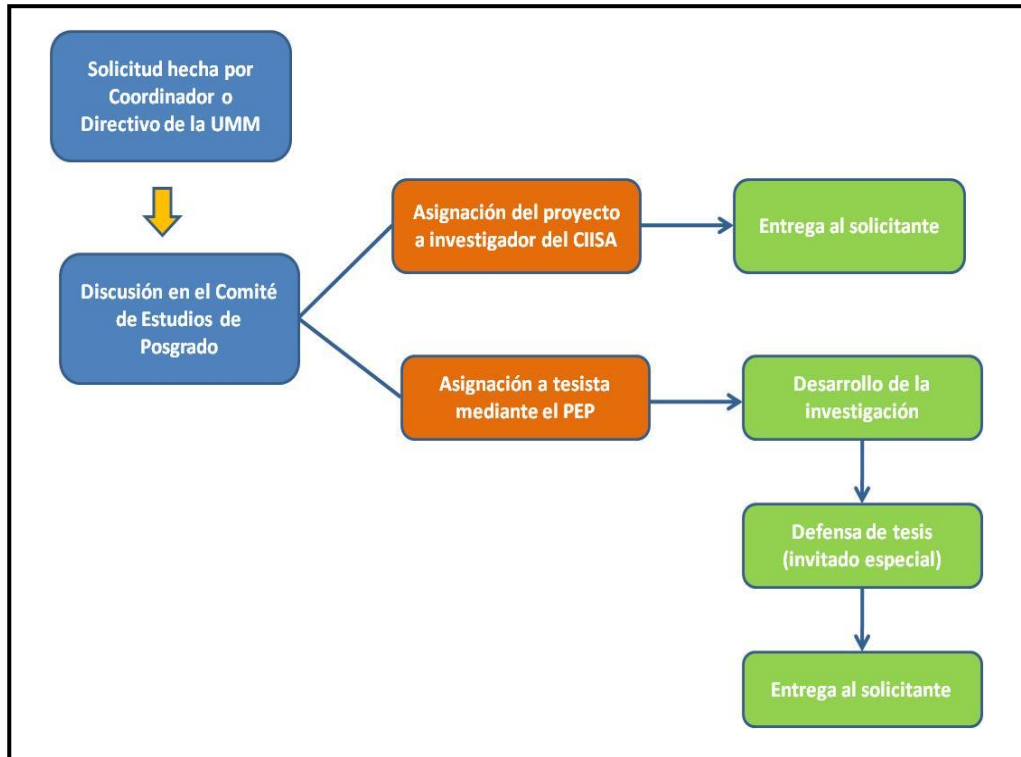 Solicitud hecha por
Coordinador o
Directivo de la UMM
Discusión en el Comité
de Estudios de
Posgrado
Asignación del proyecto
a investigador del CIISA
Entrega al solicitante
Asignación a tesista
mediante el PEP
Desarrollo de la
investigación
Defensa de tesis
(invitado especial)
Entrega al solicitante